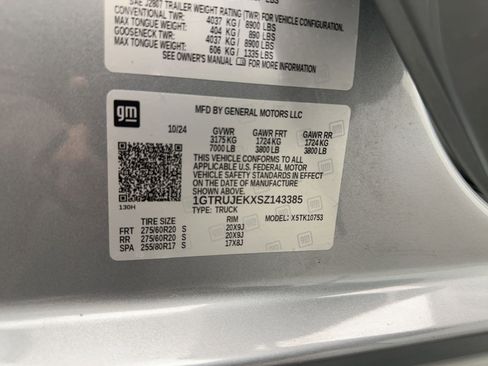 SAE J2807 TRAILER WEIGHT RATING (TWR) FOR VEHICLE CONFIGURATION.
CONVENTIONAL TWR: 4037 KG / 8900 LBS
MAX TONGUE WEIGHT: 404 KG / 890 LBS
GOOSENECK TWR: 4037 KG / 8900 LBS
MAX TONGUE WEIGHT: 606 KG / 1335 LBS
SEE OWNER'S MANUAL FOR MORE INFORMATION
gm
MFD BY GENERAL MOTORS LLC
10/24 GVWR GAWR FRT GAWR RR
3175 KG 1724 KG 1724 KG
7000 LB 3800 LB 3800 LB
THIS VEHICLE CONFORMS TO ALL
APPLICABLE U.S. FEDERAL MOTOR
VEHICLE SAFETY STANDARDS IN
EFFECT ON THE DATE OF
MANUFACTURE SHOWN ABOVE.
1GTRUJEKXSZ143385
130H TYPE: TRUCK MODEL: XSTK10753
TIRE SIZE RIM
FRT 275/60R20 S 20X9J
RR 275/60R20 S 20X9J
SPA 255/80R17 S 17X8J